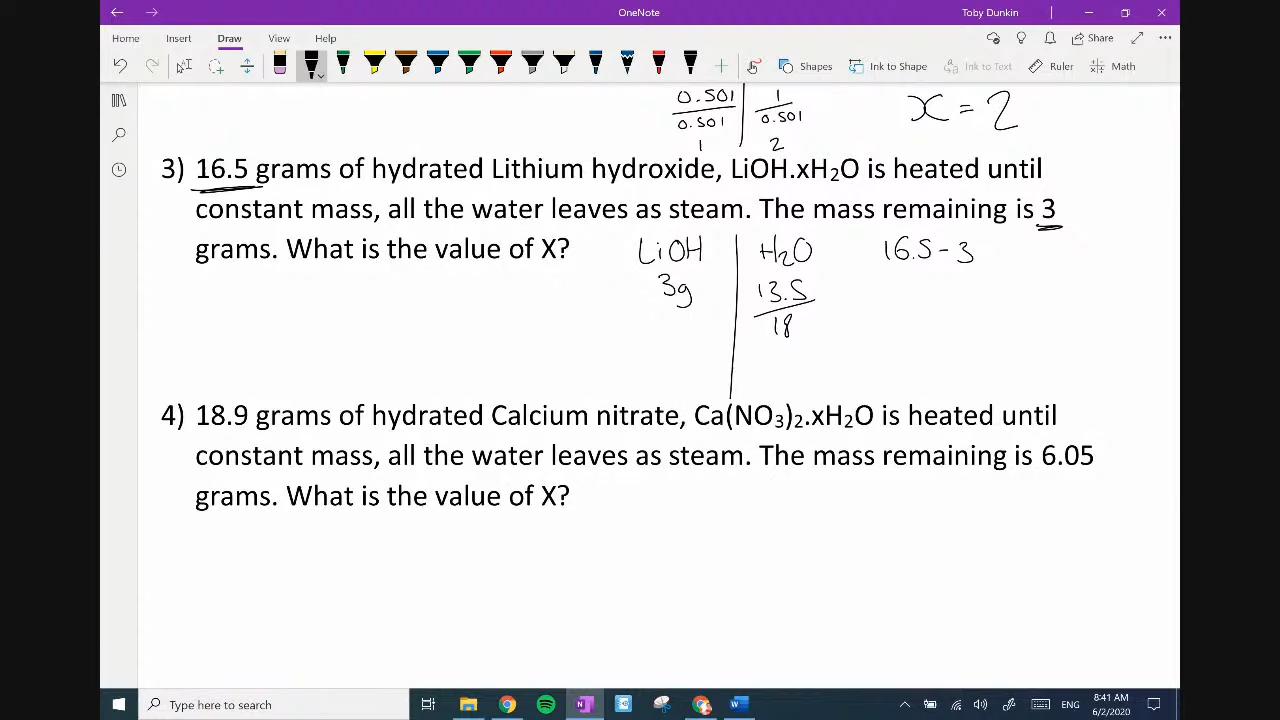 OneNote
Toby Dunkin
Home Insert Draw View Help
Share
Shapes Ink to Shape Ink to Text Ruler Math
0.501 1
0.501 0.501
1 2
x = 2
3) 16.5 grams of hydrated Lithium hydroxide, LiOH.xH₂O is heated until
constant mass, all the water leaves as steam. The mass remaining is 3
grams. What is the value of X?
LiOH H₂O 16.5 - 3
3g 13.5
18
4) 18.9 grams of hydrated Calcium nitrate, Ca(NO₃)₂.xH₂O is heated until
constant mass, all the water leaves as steam. The mass remaining is 6.05
grams. What is the value of X?
Type here to search
ENG
8:41 AM
6/2/2020